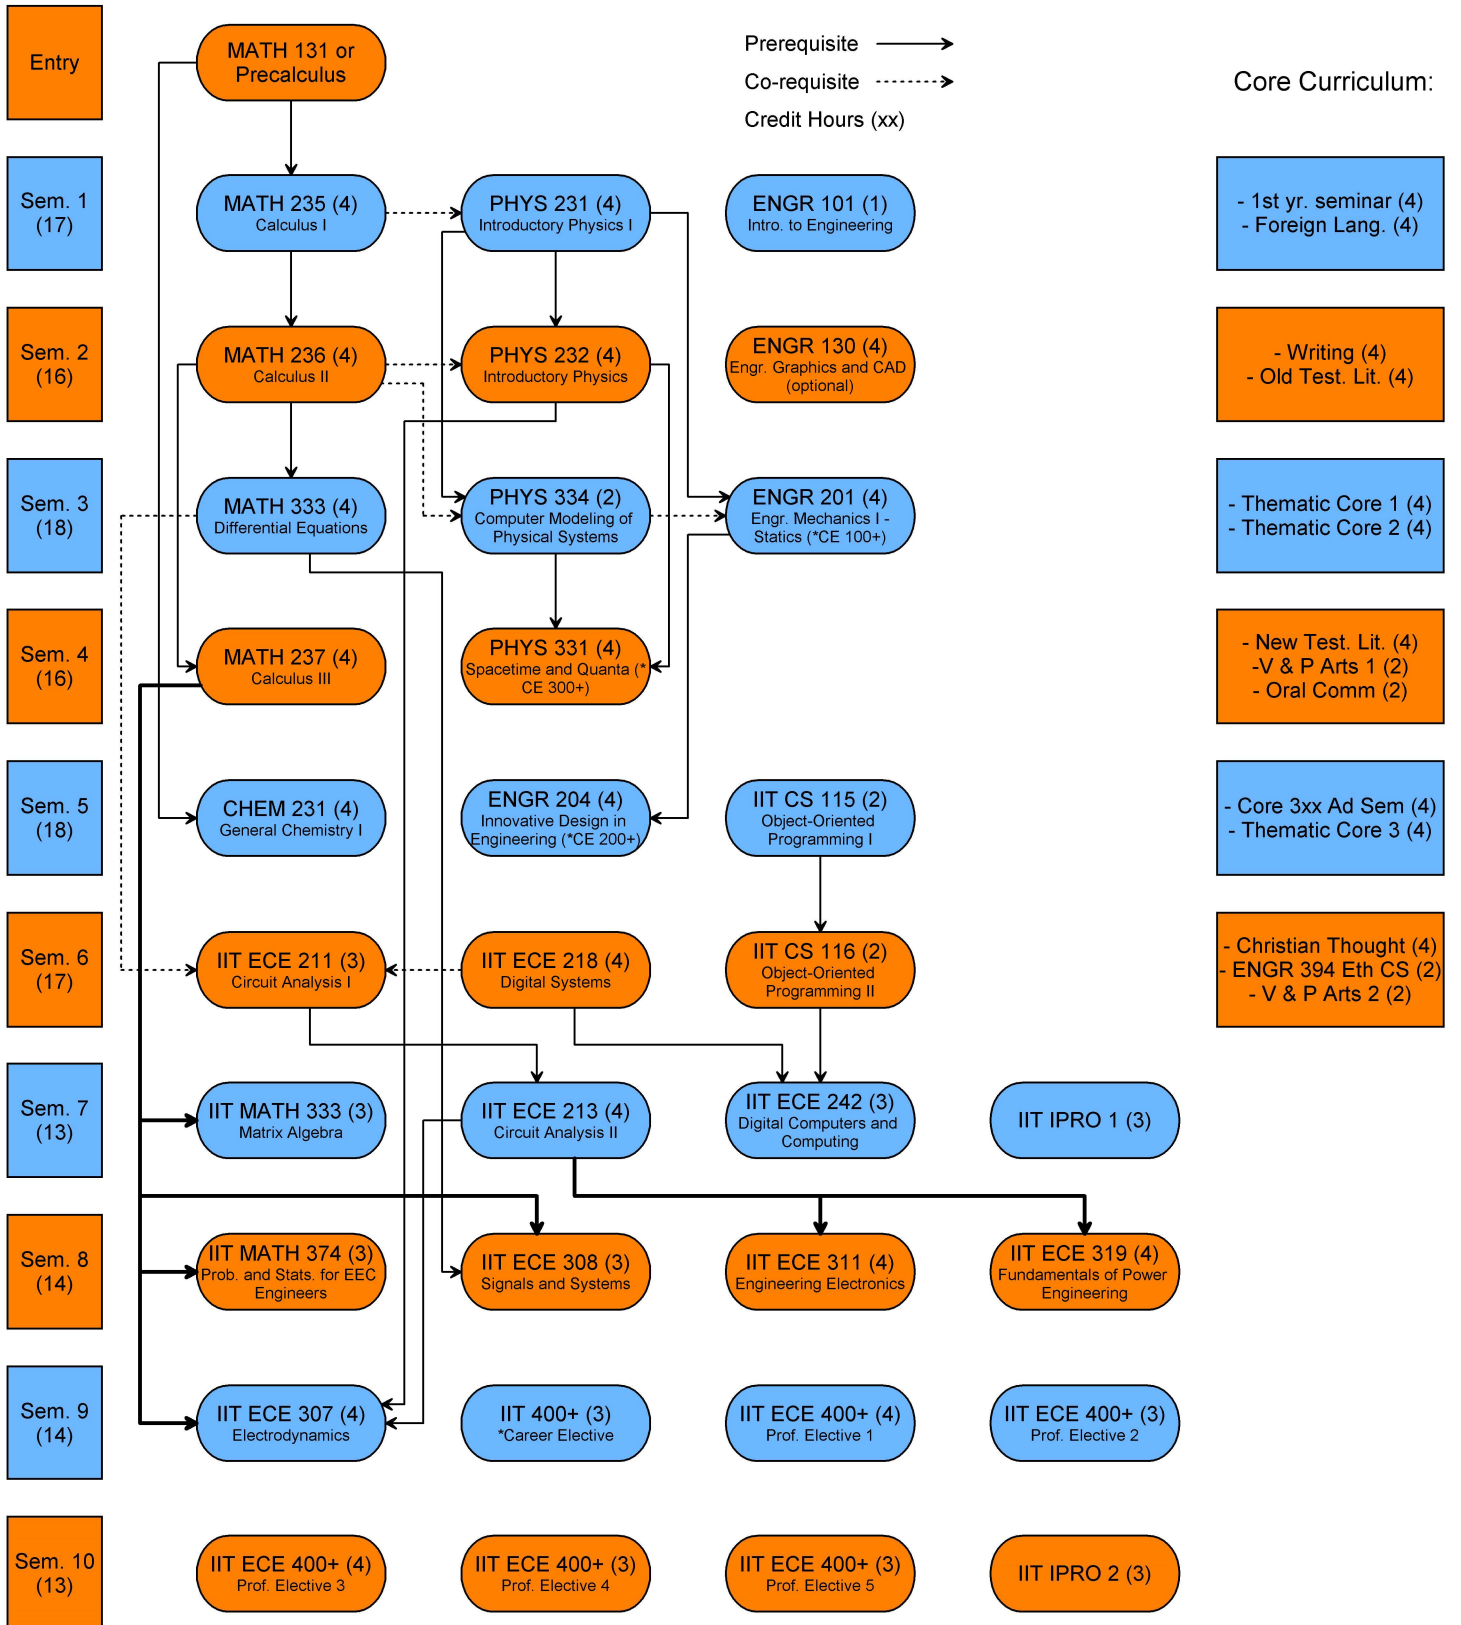 Entry
MATH 131 or
Precalculus
Prerequisite
Co-requisite
Credit Hours (xx)
Core Curriculum:
Sem. 1
(17)
MATH 235 (4)
Calculus I
PHYS 231 (4)
Introductory Physics I
ENGR 101 (1)
Intro. to Engineering
- 1st yr. seminar (4)
- Foreign Lang. (4)
Sem. 2
(16)
MATH 236 (4)
Calculus II
PHYS 232 (4)
Introductory Physics
ENGR 130 (4)
Engr. Graphics and CAD
(optional)
- Writing (4)
- Old Test. Lit. (4)
Sem. 3
(18)
MATH 333 (4)
Differential Equations
PHYS 334 (2)
Computer Modeling of
Physical Systems
ENGR 201 (4)
Engr. Mechanics I -
Statics (*CE 100+)
- Thematic Core 1 (4)
- Thematic Core 2 (4)
Sem. 4
(16)
MATH 237 (4)
Calculus III
PHYS 331 (4)
Spacetime and Quanta (*
CE 300+)
- New Test. Lit. (4)
-V & P Arts 1 (2)
- Oral Comm (2)
Sem. 5
(18)
CHEM 231 (4)
General Chemistry I
ENGR 204 (4)
Innovative Design in
Engineering (*CE 200+)
IIT CS 115 (2)
Object-Oriented
Programming I
- Core 3xx Ad Sem (4)
- Thematic Core 3 (4)
Sem. 6
(17)
IIT ECE 211 (3)
Circuit Analysis I
IIT ECE 218 (4)
Digital Systems
IIT CS 116 (2)
Object-Oriented
Programming II
- Christian Thought (4)
- ENGR 394 Eth CS (2)
- V & P Arts 2 (2)
Sem. 7
(13)
IIT MATH 333 (3)
Matrix Algebra
IIT ECE 213 (4)
Circuit Analysis II
IIT ECE 242 (3)
Digital Computers and
Computing
IIT IPRO 1 (3)
Sem. 8
(14)
IIT MATH 374 (3)
Prob. and Stats. for EEC
Engineers
IIT ECE 308 (3)
Signals and Systems
IIT ECE 311 (4)
Engineering Electronics
IIT ECE 319 (4)
Fundamentals of Power
Engineering
Sem. 9
(14)
IIT ECE 307 (4)
Electrodynamics
IIT 400+ (3)
*Career Elective
IIT ECE 400+ (4)
Prof. Elective 1
IIT ECE 400+ (3)
Prof. Elective 2
Sem. 10
(13)
IIT ECE 400+ (4)
Prof. Elective 3
IIT ECE 400+ (3)
Prof. Elective 4
IIT ECE 400+ (3)
Prof. Elective 5
IIT IPRO 2 (3)